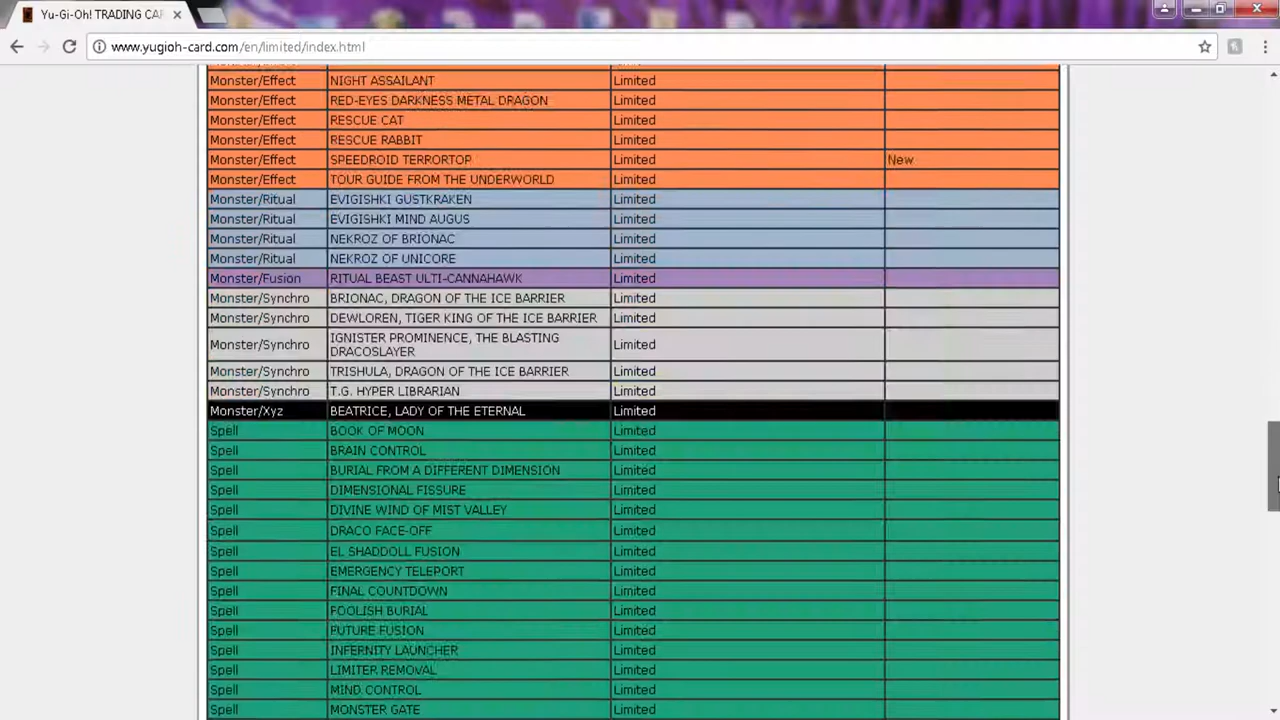 Yu-Gi-Oh! TRADING CAR
www.yugioh-card.com/en/limited/index.html
Monster/Effect NIGHT ASSAILANT Limited
Monster/Effect RED-EYES DARKNESS METAL DRAGON Limited
Monster/Effect RESCUE CAT Limited
Monster/Effect RESCUE RABBIT Limited
Monster/Effect SPEEDROID TERRORTOP Limited New
Monster/Effect TOUR GUIDE FROM THE UNDERWORLD Limited
Monster/Ritual EVIGISHKI GUSTKRAKEN Limited
Monster/Ritual EVIGISHKI MIND AUGUS Limited
Monster/Ritual NEKROZ OF BRIONAC Limited
Monster/Ritual NEKROZ OF UNICORE Limited
Monster/Fusion RITUAL BEAST ULTI-CANNAHAWK Limited
Monster/Synchro BRIONAC, DRAGON OF THE ICE BARRIER Limited
Monster/Synchro DEWLOREN, TIGER KING OF THE ICE BARRIER Limited
Monster/Synchro IGNISTER PROMINENCE, THE BLASTING
DRACOSLAYER Limited
Monster/Synchro TRISHULA, DRAGON OF THE ICE BARRIER Limited
Monster/Synchro T.G. HYPER LIBRARIAN Limited
Monster/Xyz BEATRICE, LADY OF THE ETERNAL Limited
Spell BOOK OF MOON Limited
Spell BRAIN CONTROL Limited
Spell BURIAL FROM A DIFFERENT DIMENSION Limited
Spell DIMENSIONAL FISSURE Limited
Spell DIVINE WIND OF MIST VALLEY Limited
Spell DRACO FACE-OFF Limited
Spell EL SHADDOLL FUSION Limited
Spell EMERGENCY TELEPORT Limited
Spell FINAL COUNTDOWN Limited
Spell FOOLISH BURIAL Limited
Spell FUTURE FUSION Limited
Spell INFERNITY LAUNCHER Limited
Spell LIMITER REMOVAL Limited
Spell MIND CONTROL Limited
Spell MONSTER GATE Limited